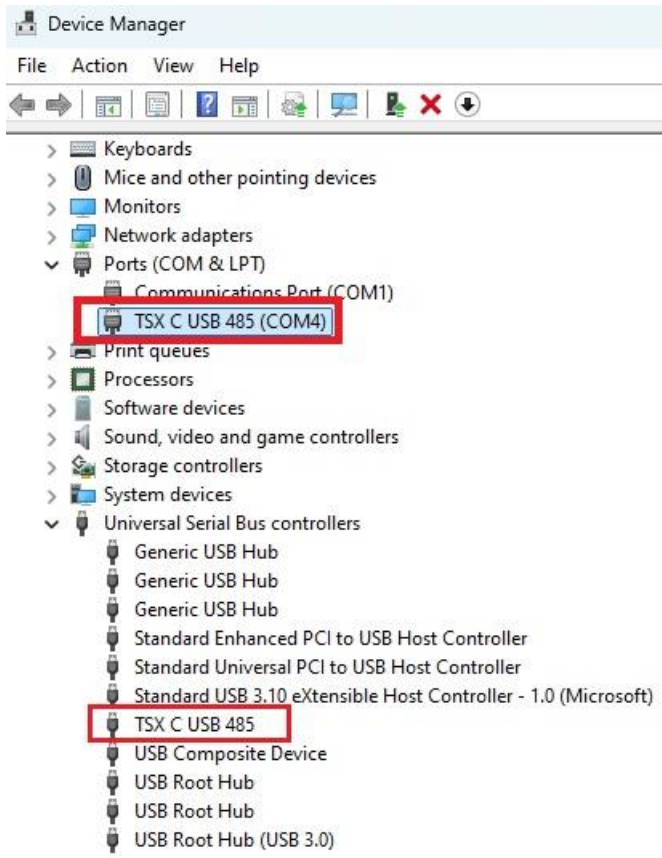 Device Manager
File Action View Help
Keyboards
Mice and other pointing devices
Monitors
Network adapters
Ports (COM & LPT)
Communications Port (COM1)
TSX C USB 485 (COM4)
Print queues
Processors
Software devices
Sound, video and game controllers
Storage controllers
System devices
Universal Serial Bus controllers
Generic USB Hub
Generic USB Hub
Generic USB Hub
Standard Enhanced PCI to USB Host Controller
Standard Universal PCI to USB Host Controller
Standard USB 3.10 eXtensible Host Controller - 1.0 (Microsoft)
TSX C USB 485
USB Composite Device
USB Root Hub
USB Root Hub
USB Root Hub (USB 3.0)